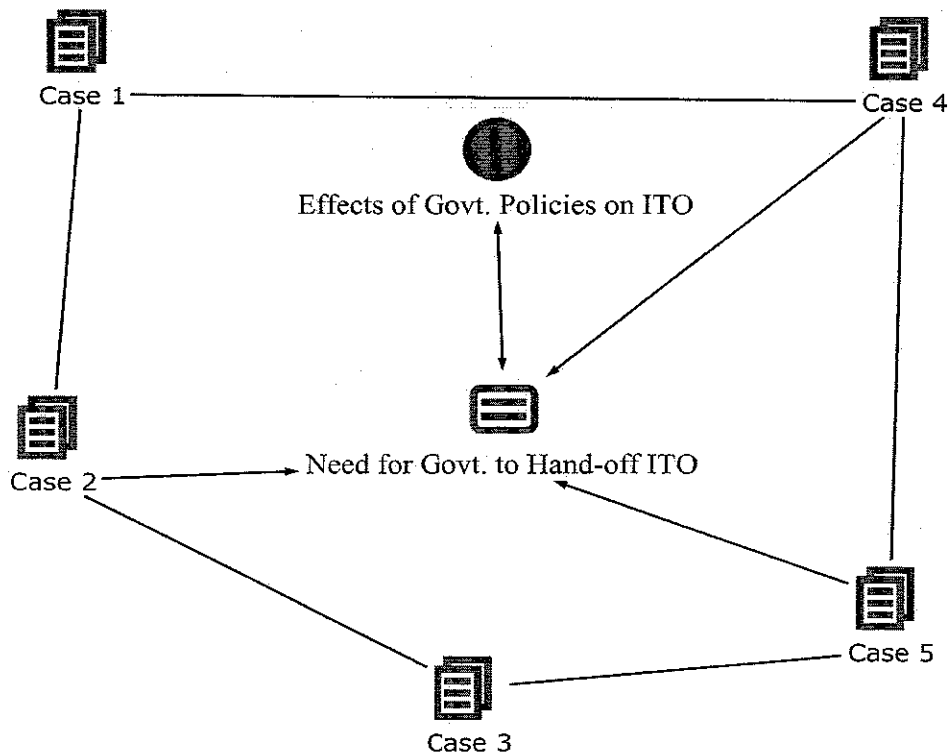 Case 1
Case 4
Effects of Govt. Policies on ITO
Need for Govt. to Hand-off ITO
Case 2
Case 5
Case 3